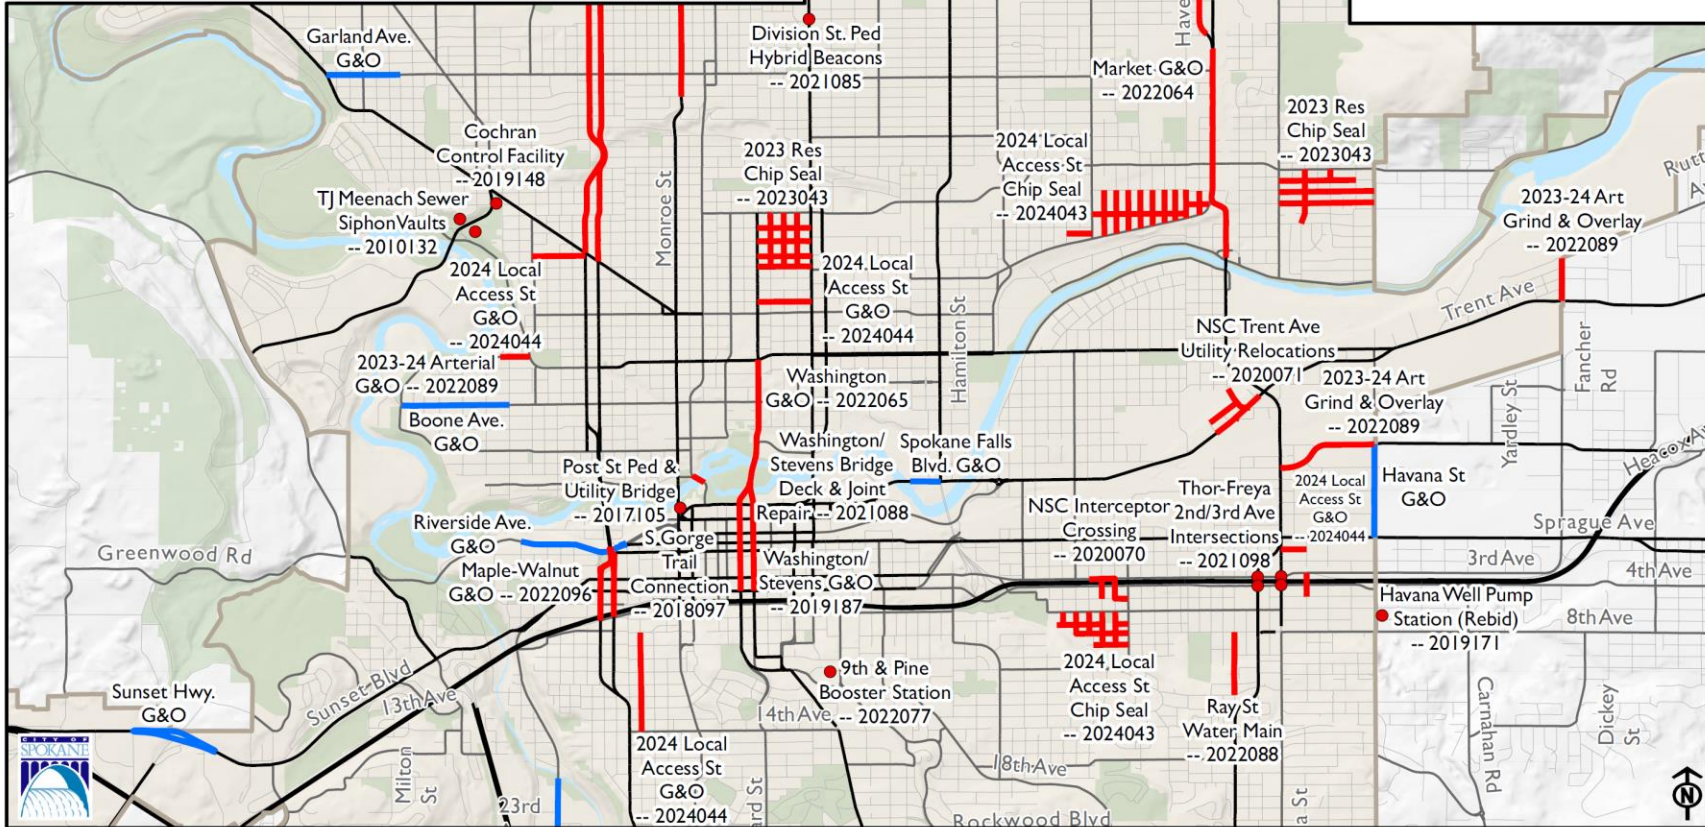 Garland Ave.
G&O
Division St. Ped
Hybrid Beacons
-- 2021085
Have
Market G&O
-- 2022064
2023 Res
Chip Seal
-- 2023043
Cochran
Control Facility
-- 2019148
2023 Res
Chip Seal
-- 2023043
2024 Local
Access St
Chip Seal
-- 2024043
TJ Meenach Sewer
Siphon Vaults
-- 2010132
Monroe St
2023-24 Art
Grind & Overlay
-- 2022089
Rutt
2024 Local
Access St
G&O
-- 2024044
2024 Local
Access St
G&O
-- 2024044
Hamilton St
Trent Ave
NSC Trent Ave
Utility Relocations
-- 2020071
Fancher
Rd
2023-24 Arterial
G&O -- 2022089
Washington
G&O -- 2022065
2023-24 Art
Grind & Overlay
-- 2022089
Yardley St
Boone Ave.
G&O
Washington/
Stevens Bridge
Deck & Joint
Repair -- 2021088
Spokane Falls
Blvd. G&O
Heacox Av
Post St Ped &
Utility Bridge
-- 2017105
Thor-Freya
2nd/3rd Ave
Intersections
-- 2021098
2024 Local
Access St
G&O
-- 2024044
Havana St
G&O
NSC Interceptor
Crossing
-- 2020070
Sprague Ave
Greenwood Rd
Riverside Ave.
G&O
S Gorge
Trail
Connection
-- 2018097
Washington/
Stevens G&O
-- 2019187
3rd Ave
4th Ave
Maple-Walnut
G&O -- 2022096
Havana Well Pump
Station (Rebid)
-- 2019171
8th Ave
Sunset Blvd
13th Ave
9th & Pine
Booster Station
-- 2022077
14th Ave
2024 Local
Access St
Chip Seal
-- 2024043
Ray St
Water Main
-- 2022088
Carnahan Rd
Dickey
St
Sunset Hwy.
G&O
CITY OF
SPOKANE
2024 Local
Access St
G&O
-- 2024044
Milton
St
18th Ave
23rd
ard St
Rockwood Blvd
a St
N